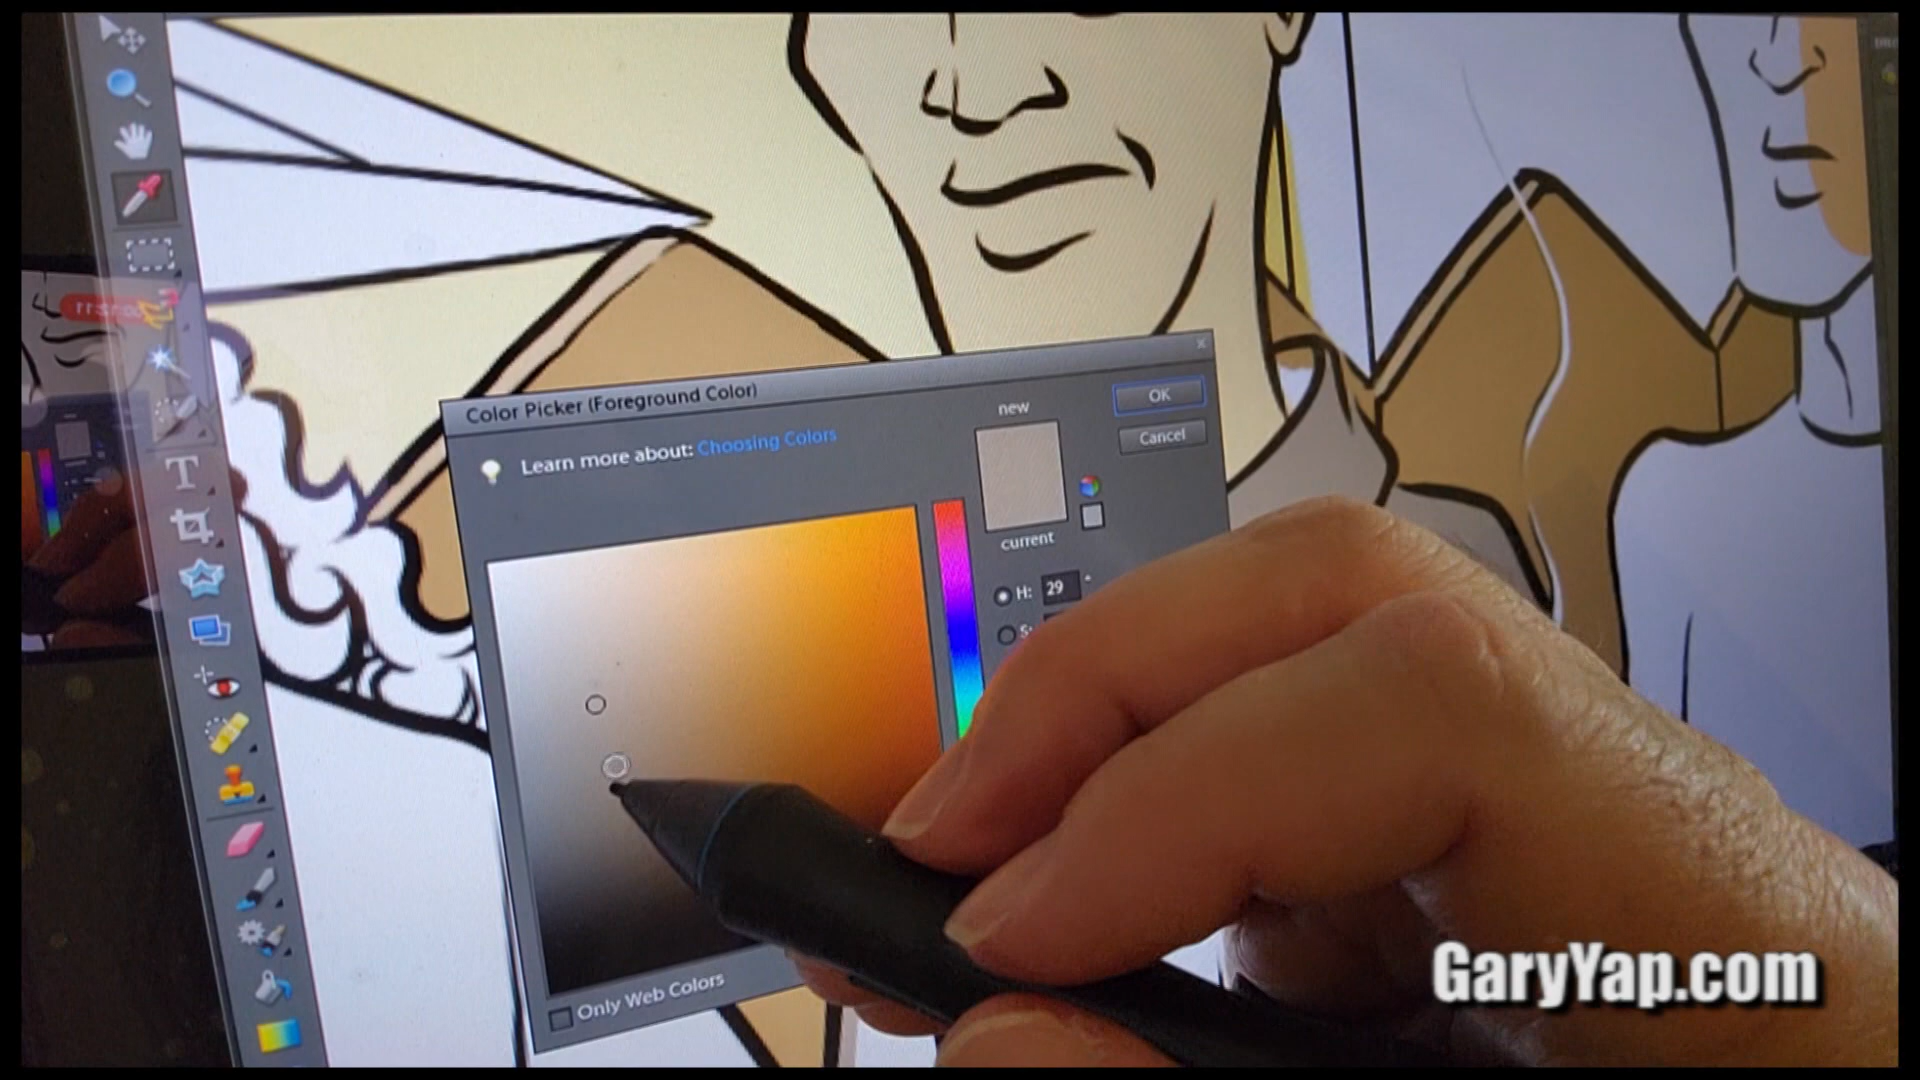 Color Picker (Foreground Color)
Learn more about: Choosing Colors
new
current
OK
Cancel
H: 29 °
S:
Only Web Colors
T
GaryYap.com